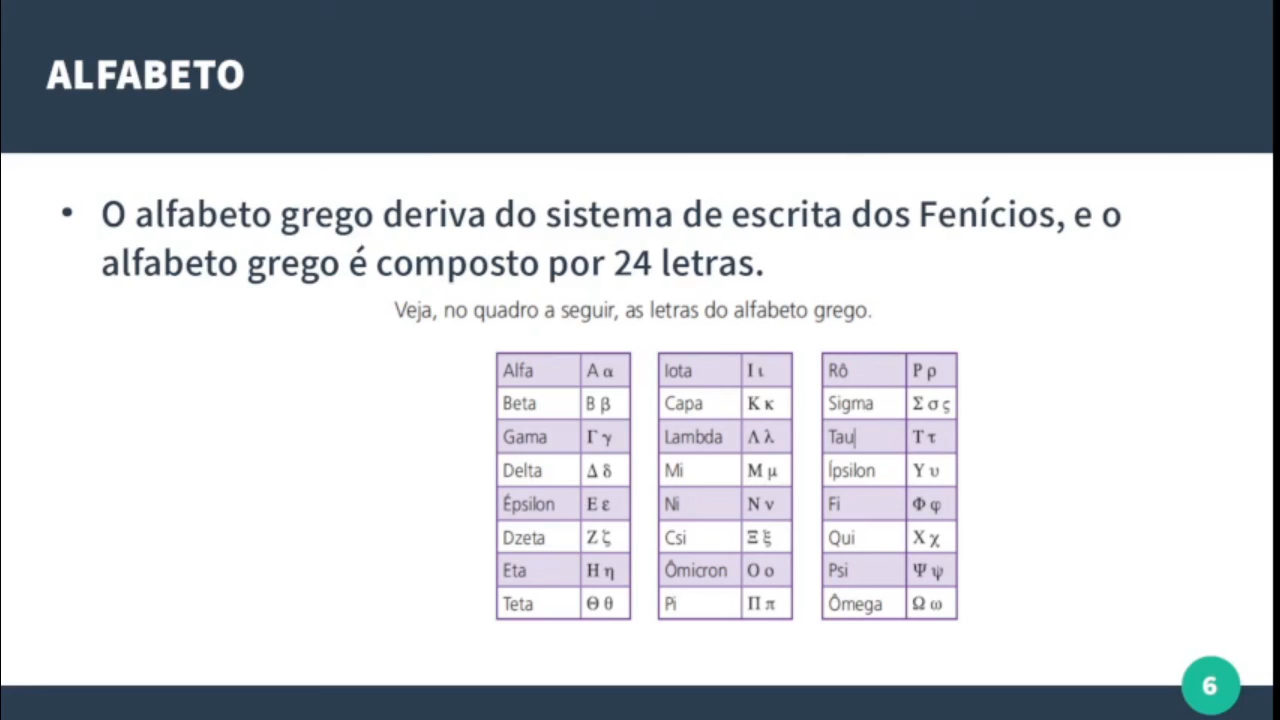 ALFABETO
• O alfabeto grego deriva do sistema de escrita dos Fenícios, e o
alfabeto grego é composto por 24 letras.
Veja, no quadro a seguir, as letras do alfabeto grego.
Alfa Α α Iota Ι ι Rô Ρ ρ
Beta Β β Capa Κ κ Sigma Σ σ ς
Gama Γ γ Lambda Λ λ Tau Τ τ
Delta Δ δ Mi Μ μ Ípsilon Υ υ
Épsilon Ε ε Ni Ν ν Fi Φ φ
Dzeta Ζ ζ Csi Ξ ξ Qui Χ χ
Eta Η η Ômicron Ο ο Psi Ψ ψ
Teta Θ θ Pi Π π Ômega Ω ω
6